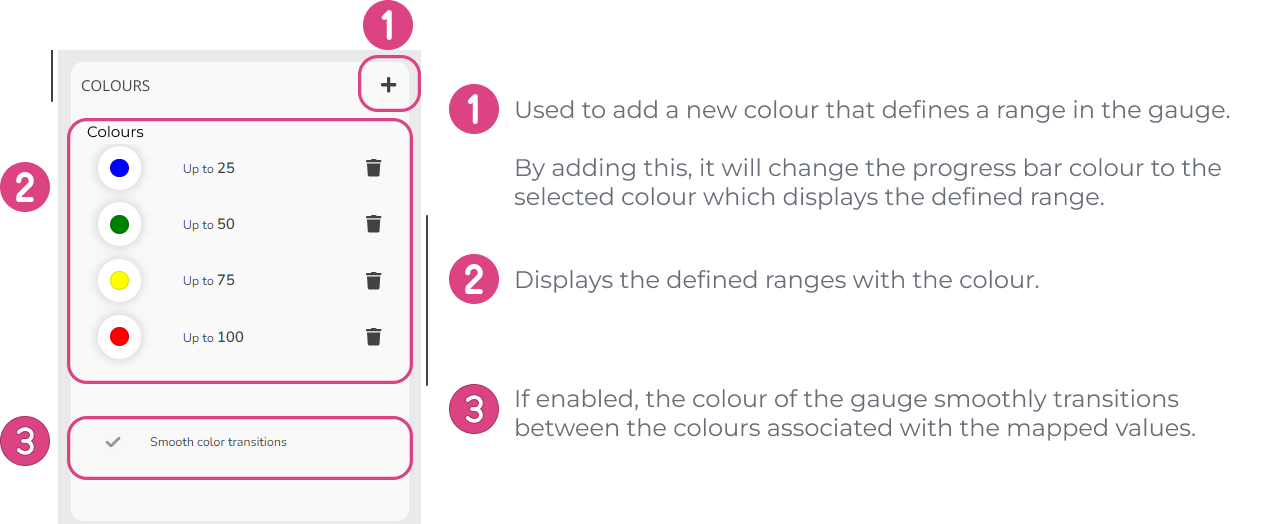 1
COLOURS
+
Colours
2
Up to 25
Up to 50
Up to 75
Up to 100
3
Smooth color transitions
1
Used to add a new colour that defines a range in the gauge.
By adding this, it will change the progress bar colour to the
selected colour which displays the defined range.
2
Displays the defined ranges with the colour.
3
If enabled, the colour of the gauge smoothly transitions
between the colours associated with the mapped values.